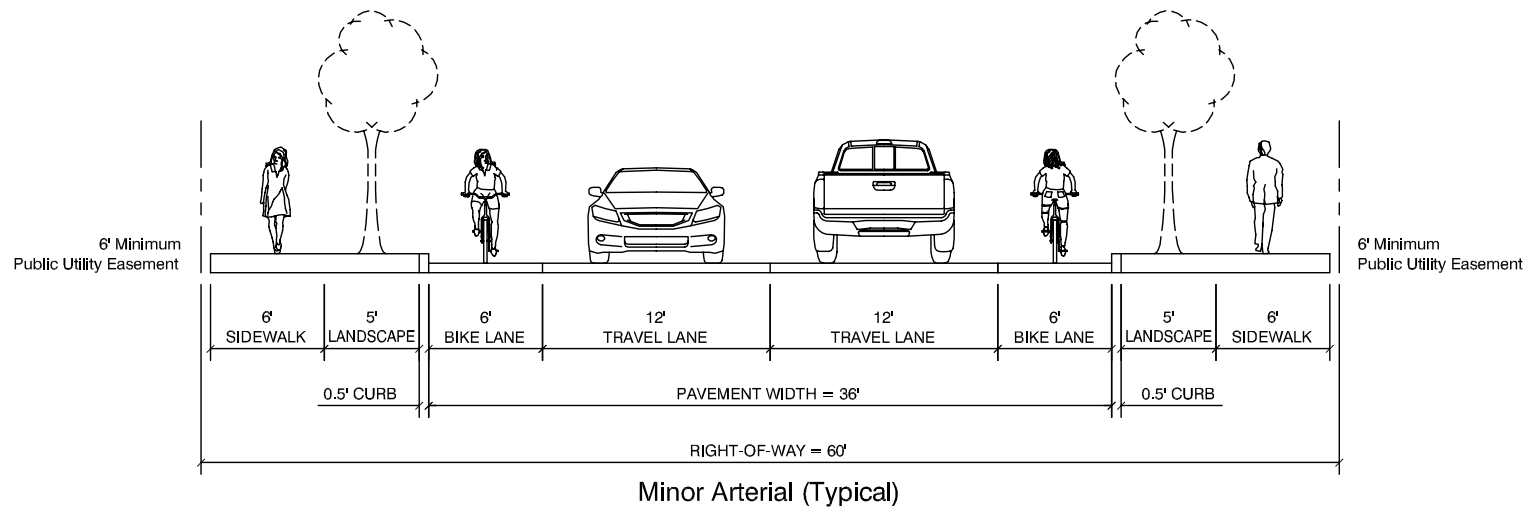 6' Minimum
Public Utility Easement
6' Minimum
Public Utility Easement
6' 5' 6' 12' 12' 6' 5' 6'
SIDEWALK LANDSCAPE BIKE LANE TRAVEL LANE TRAVEL LANE BIKE LANE LANDSCAPE SIDEWALK
0.5' CURB PAVEMENT WIDTH = 36' 0.5' CURB
RIGHT-OF-WAY = 60'
Minor Arterial (Typical)